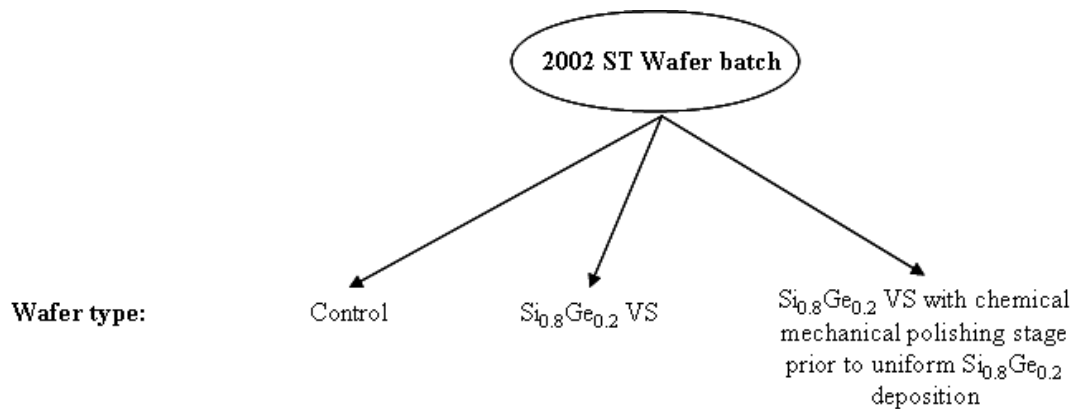 2002 ST Wafer batch
Wafer type:
Control
Si0.8Ge0.2 VS
Si0.8Ge0.2 VS with chemical
mechanical polishing stage
prior to uniform Si0.8Ge0.2
deposition